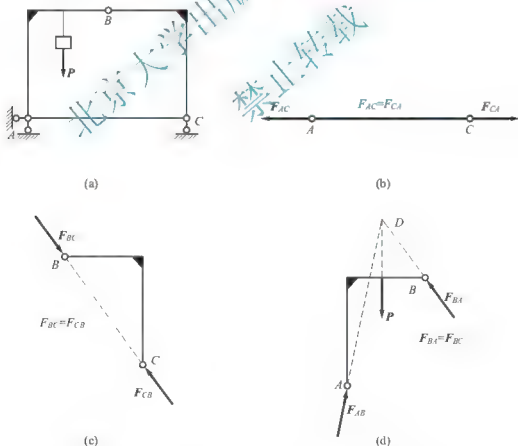 B
P
A
C
(a)
北京大学出版
禁止转载
F_AC
F_AC=F_CA
F_CA
A
C
(b)
F_BC
B
F_BC=F_CB
C
F_CB
(c)
D
B
F_BA
P
F_BA=F_BC
A
F_AB
(d)